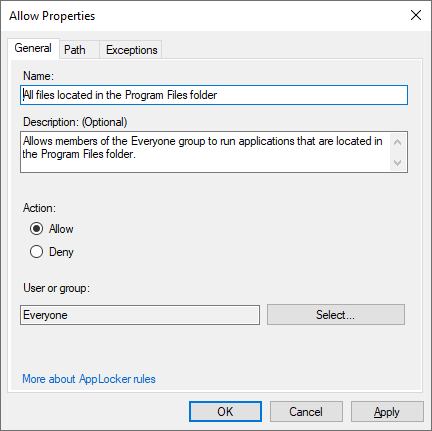 Allow Properties
General Path Exceptions
Name:
All files located in the Program Files folder
Description: (Optional)
Allows members of the Everyone group to run applications that are located in
the Program Files folder.
Action:
Allow
Deny
User or group:
Everyone Select...
More about AppLocker rules
OK Cancel Apply